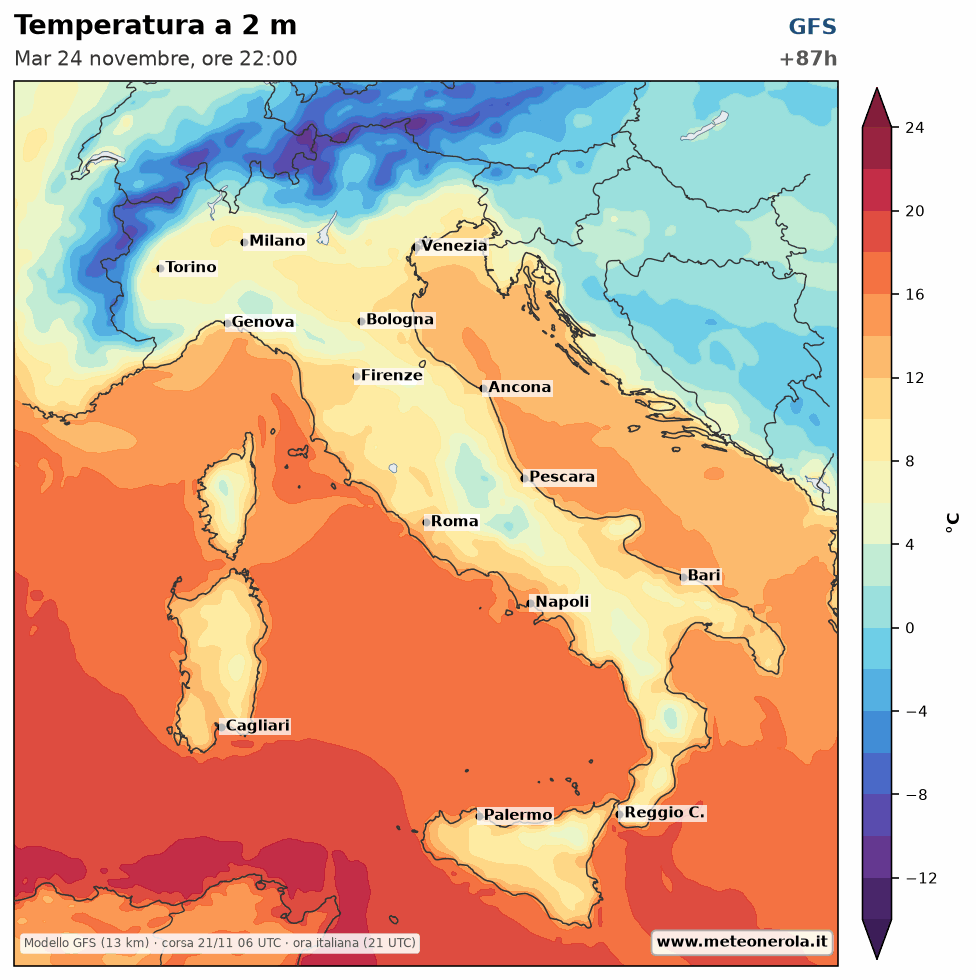 Temperatura a 2 m
GFS
Mar 24 novembre, ore 22:00
+87h
Milano
Venezia
Torino
Genova
Bologna
Firenze
Ancona
Pescara
Roma
Bari
Napoli
Cagliari
Palermo
Reggio C.
24
20
16
12
8
4
0
−4
−8
−12
°C
Modello GFS (13 km) · corsa 21/11 06 UTC · ora italiana (21 UTC)
www.meteonerola.it